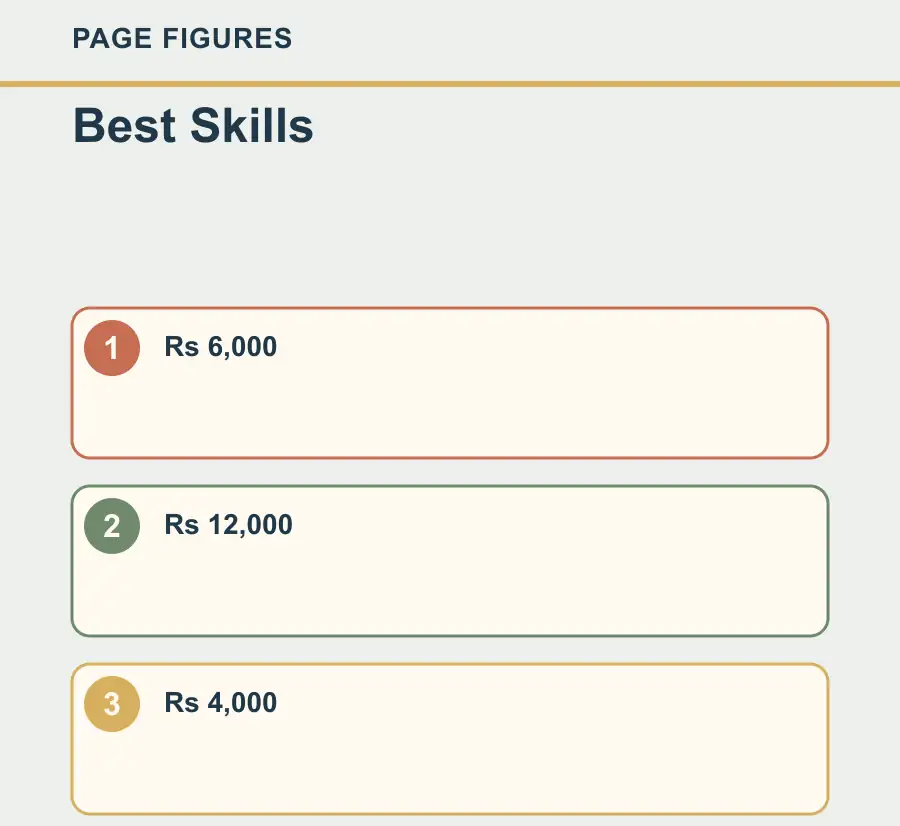 PAGE FIGURES
Best Skills
1 Rs 6,000
2 Rs 12,000
3 Rs 4,000